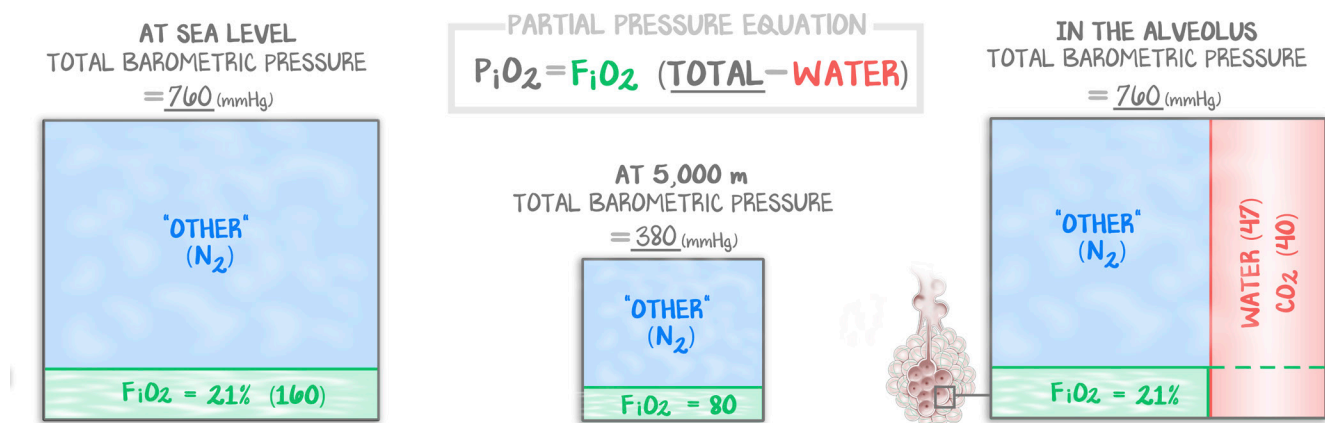 AT SEA LEVEL
TOTAL BAROMETRIC PRESSURE
= 760 (mmHg)
"OTHER"
(N₂)
FiO₂ = 21% (160)
PARTIAL PRESSURE EQUATION
PiO₂ = FiO₂ (TOTAL - WATER)
AT 5,000 m
TOTAL BAROMETRIC PRESSURE
= 380 (mmHg)
"OTHER"
(N₂)
FiO₂ = 80
IN THE ALVEOLUS
TOTAL BAROMETRIC PRESSURE
= 760 (mmHg)
"OTHER"
(N₂)
FiO₂ = 21%
WATER (47)
CO₂ (40)